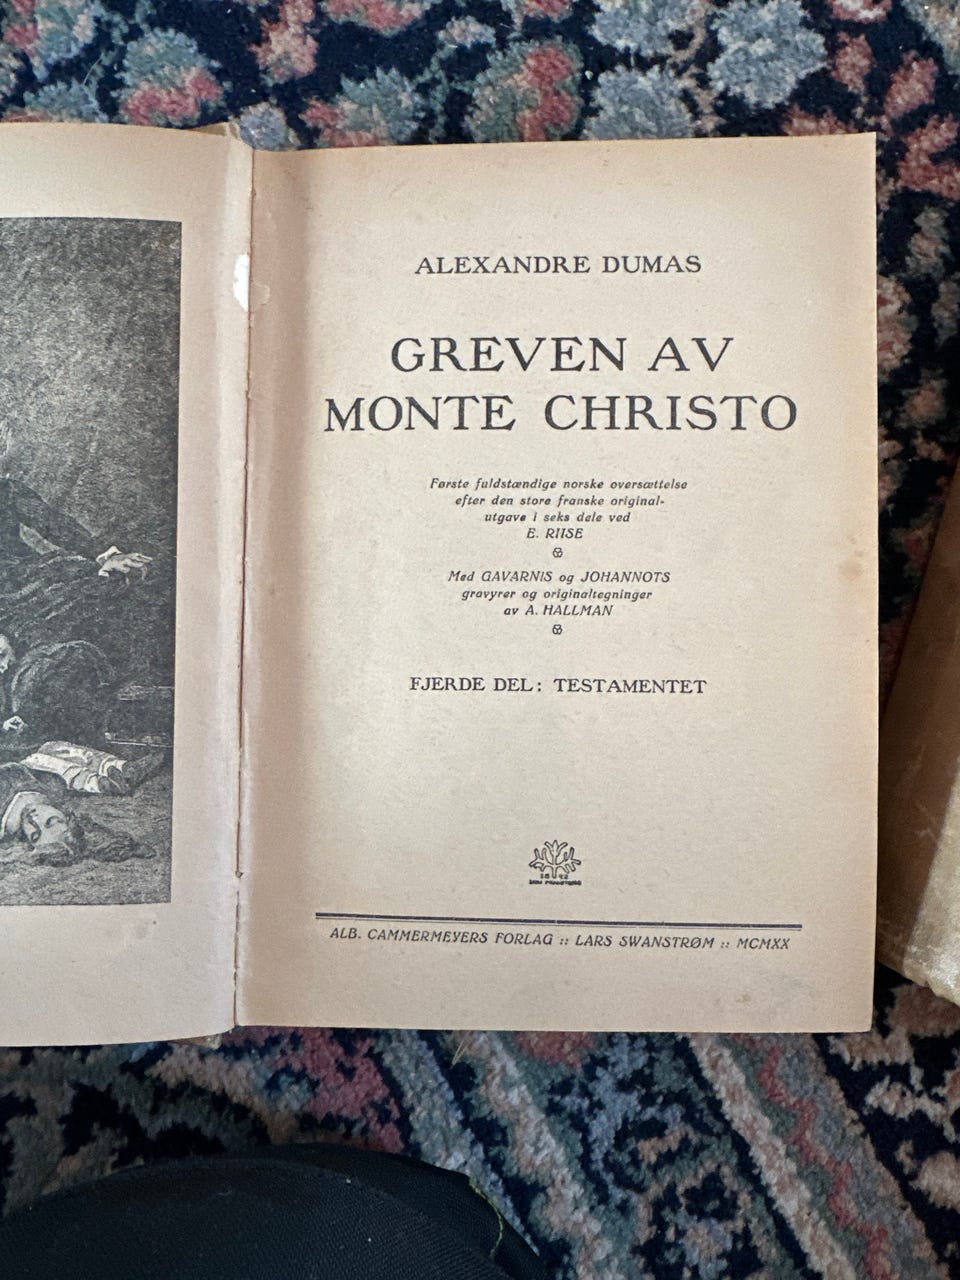 ALEXANDRE DUMAS
GREVEN AV
MONTE CHRISTO
Første fuldstændige norske oversættelse
efter den store franske original-
utgave i seks dele ved
E. RIISE
Med GAVARNIS og JOHANNOTS
gravyrer og originaltegninger
av A. HALLMAN
FJERDE DEL: TESTAMENTET
18 92
ALB. CAMMERMEYERS FORLAG :: LARS SWANSTRØM :: MCMXX